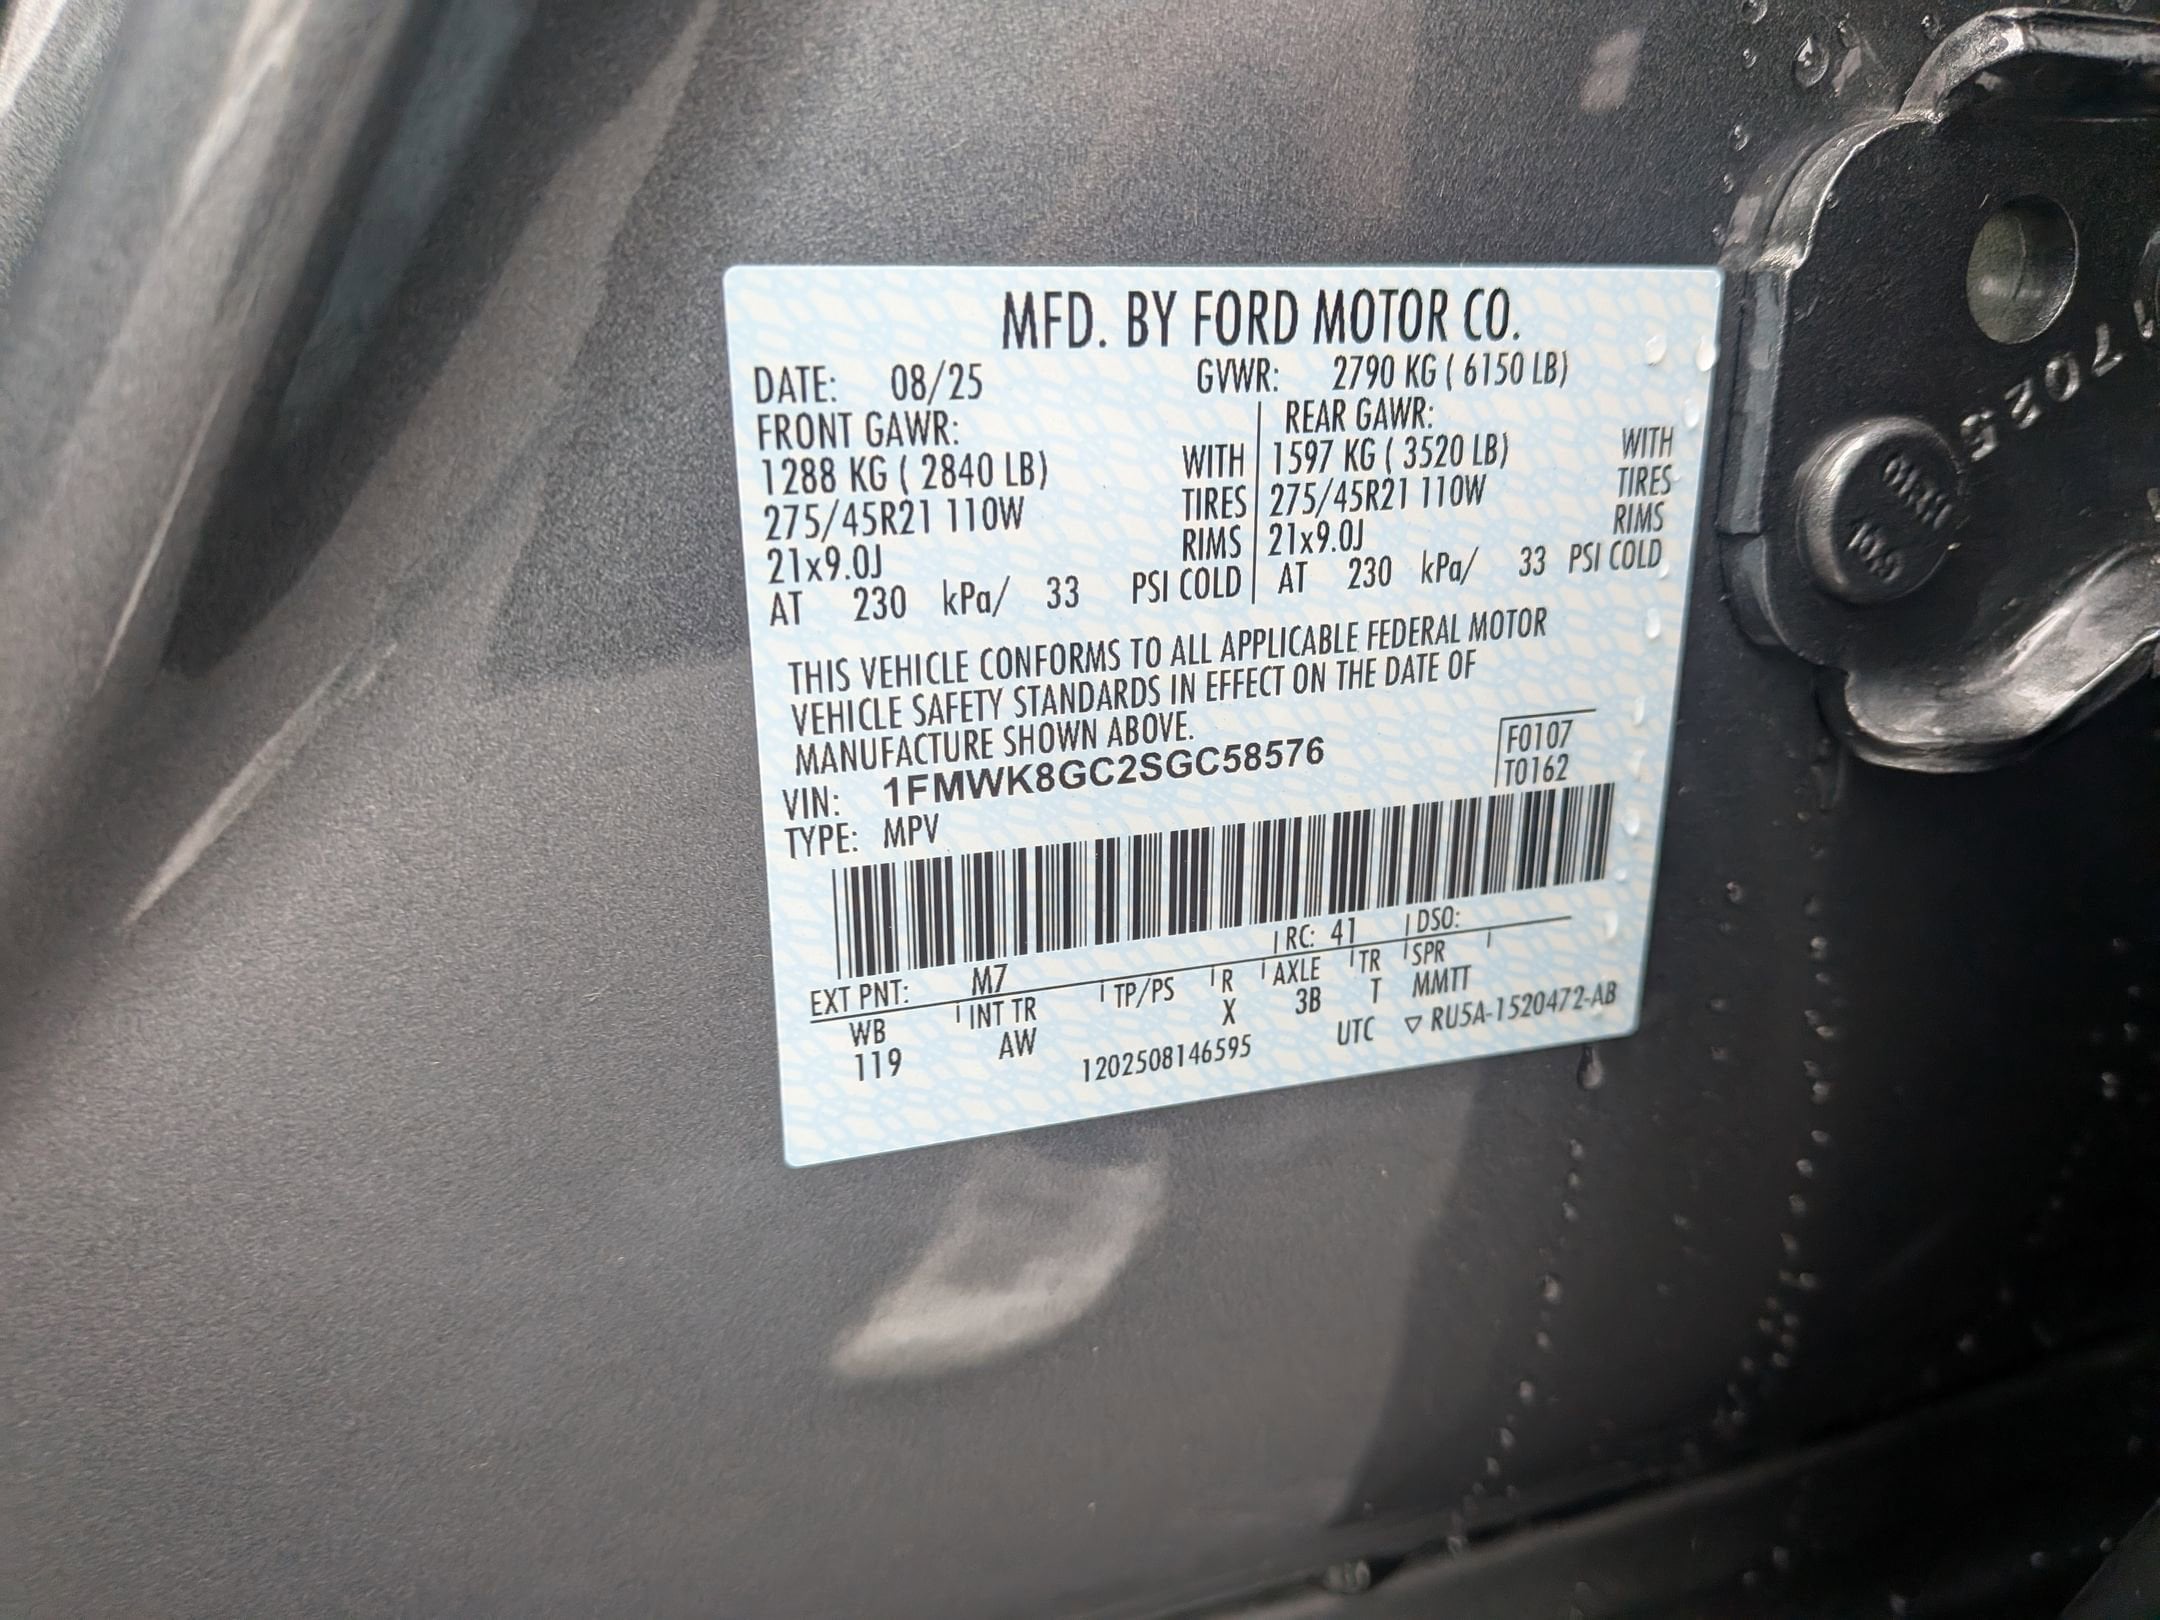 MFD. BY FORD MOTOR CO.
DATE: 08/25 GVWR: 2790 KG ( 6150 LB)
FRONT GAWR: REAR GAWR:
1288 KG ( 2840 LB) WITH 1597 KG ( 3520 LB) WITH
275/45R21 110W TIRES 275/45R21 110W TIRES
21x9.0J RIMS 21x9.0J RIMS
AT 230 kPa/ 33 PSI COLD AT 230 kPa/ 33 PSI COLD
THIS VEHICLE CONFORMS TO ALL APPLICABLE FEDERAL MOTOR
VEHICLE SAFETY STANDARDS IN EFFECT ON THE DATE OF
MANUFACTURE SHOWN ABOVE.
F0107
VIN: 1FMWK8GC2SGC58576
T0162
TYPE: MPV
EXT PNT: M7 RC: 41 DSO:
WB INT TR TP/PS R AXLE TR SPR
119 AW X 3B T MMTT
1202508146595 UTC ▽ RU5A-1520472-AB